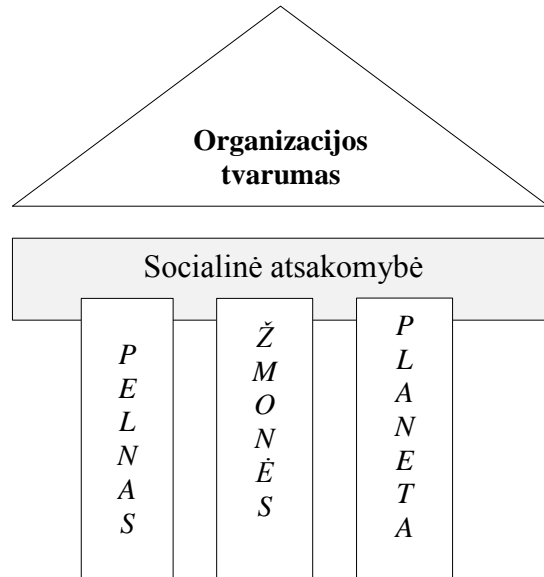 Organizacijos
tvarumas
Socialinė atsakomybė
PELNAS
ŽMONĖS
PLANETA